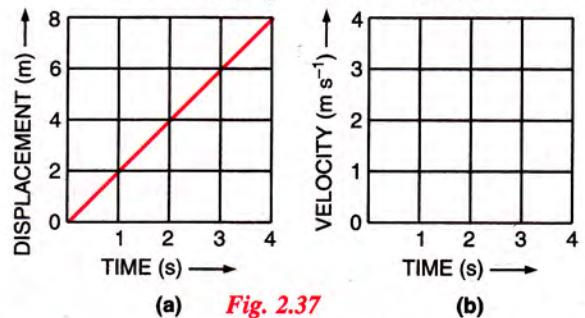 DISPLACEMENT (m) →
8
6
4
2
0
1 2 3 4
TIME (s) →
(a)
VELOCITY (m s⁻¹) →
4
3
2
1
0
1 2 3 4
TIME (s) →
(b)
Fig. 2.37